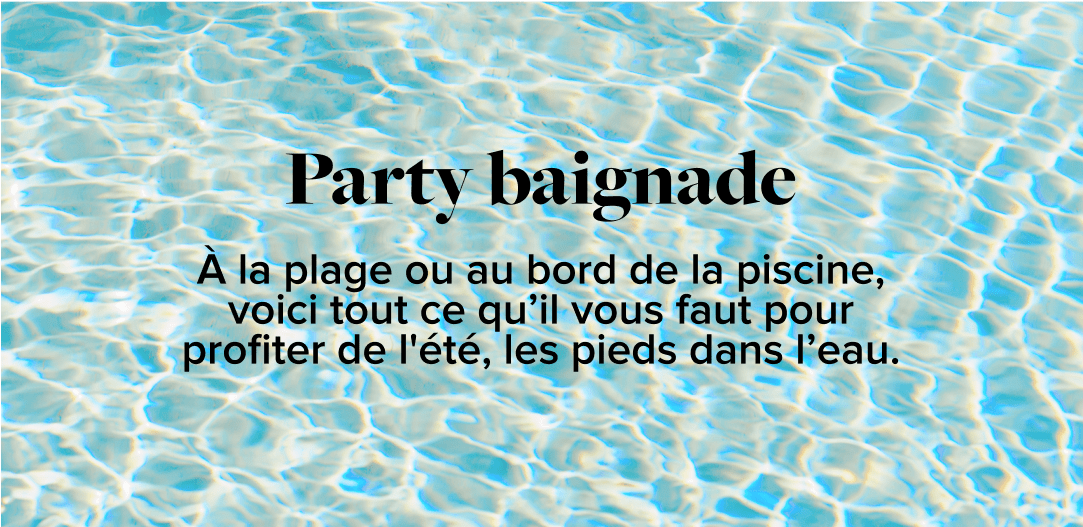 Party baignade
À la plage ou au bord de la piscine,
voici tout ce qu’il vous faut pour
profiter de l'été, les pieds dans l’eau.